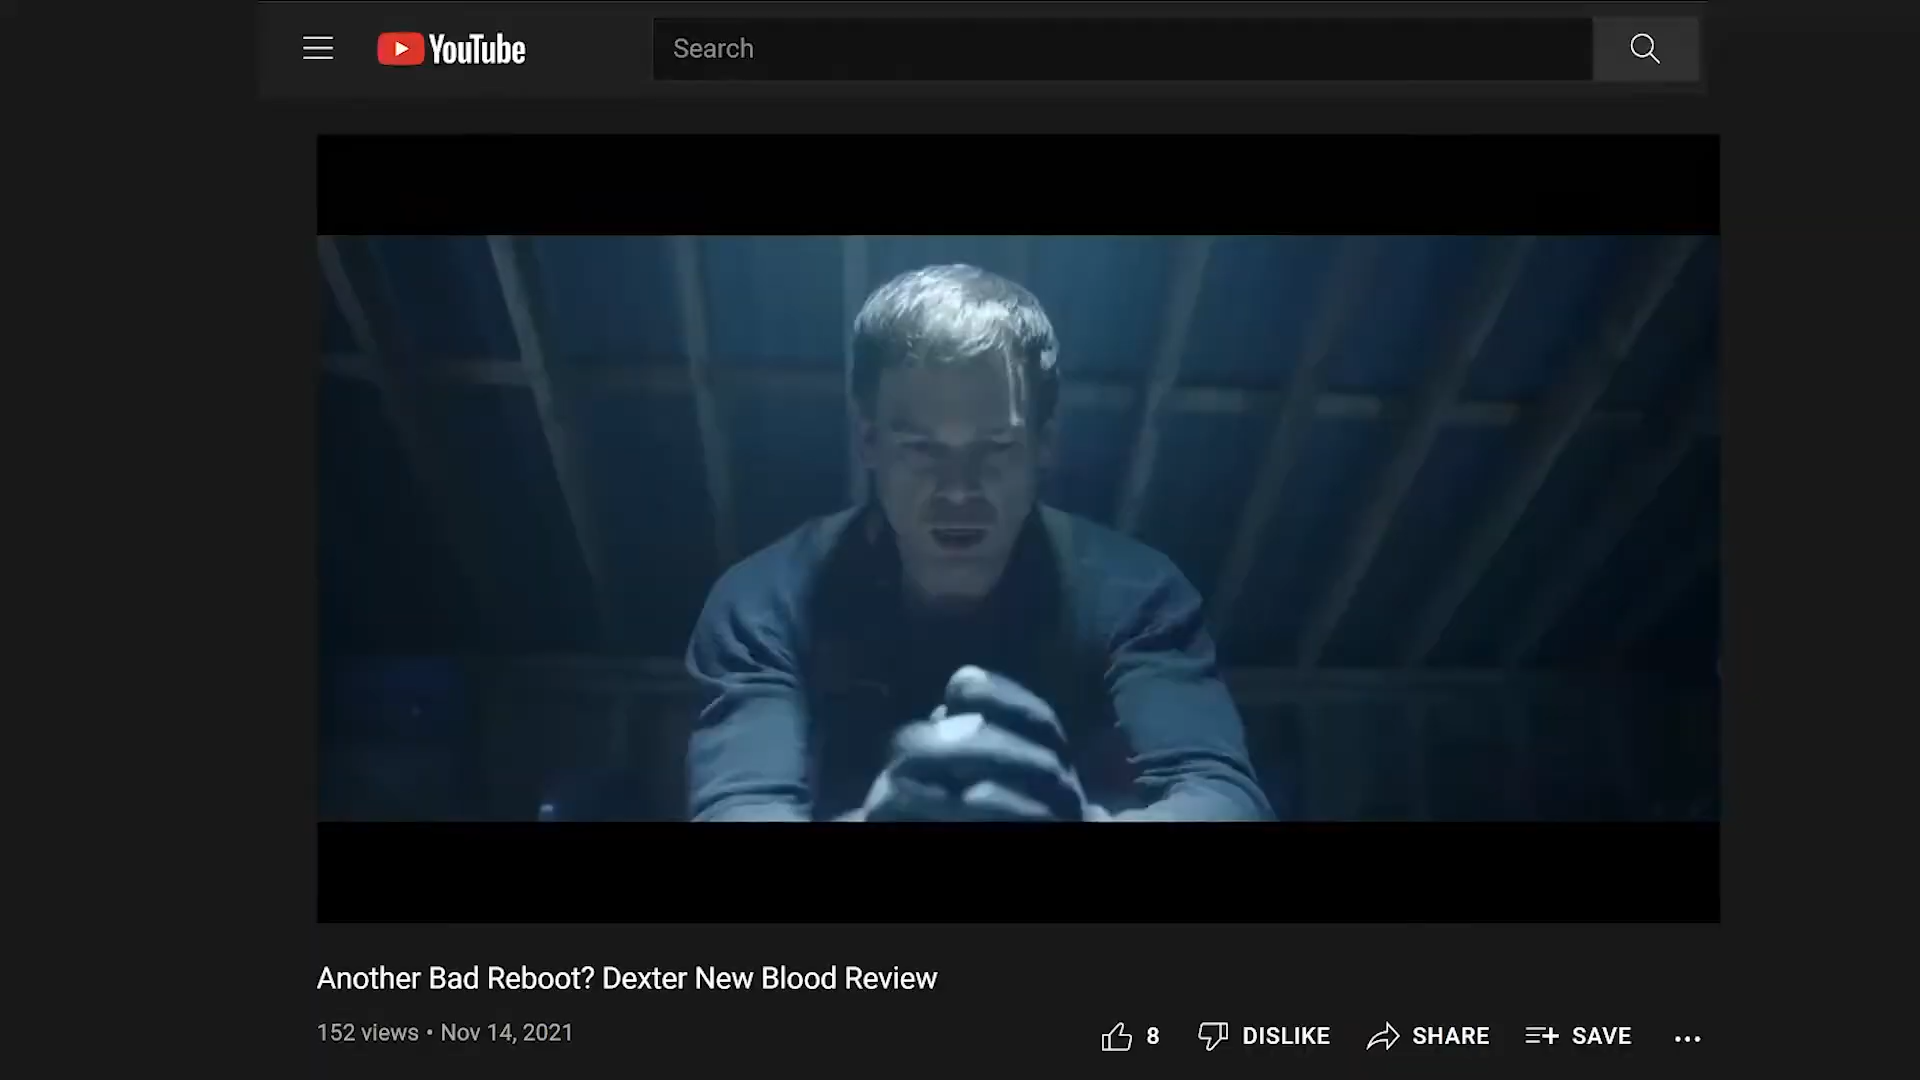 YouTube
Search
Another Bad Reboot? Dexter New Blood Review
152 views • Nov 14, 2021
8 DISLIKE SHARE SAVE